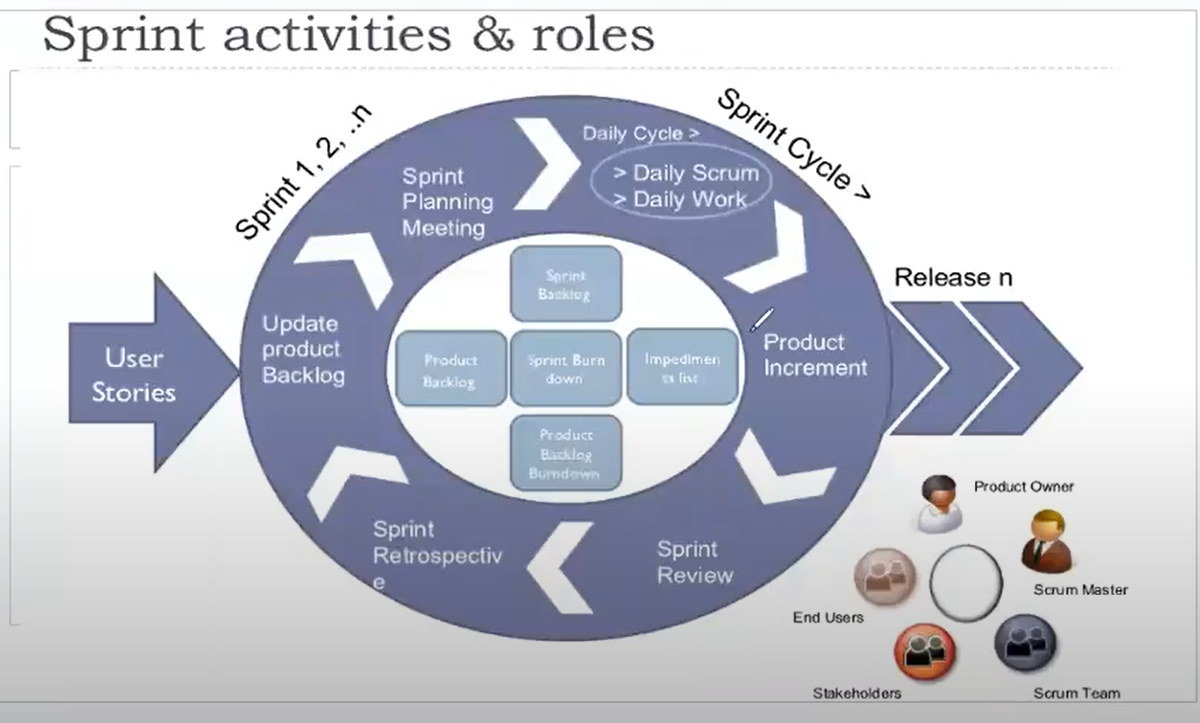 Sprint activities & roles
Sprint 1, 2, ..n
Sprint Cycle >
Daily Cycle >
> Daily Scrum
> Daily Work
Sprint
Planning
Meeting
Update
product
Backlog
User
Stories
Sprint
Backlog
Product
Backlog
Sprint Burn
down
Impedimen
ts list
Product
Backlog
Burndown
Product
Increment
Release n
Sprint
Retrospectiv
e
Sprint
Review
Product Owner
Scrum Master
End Users
Stakeholders
Scrum Team